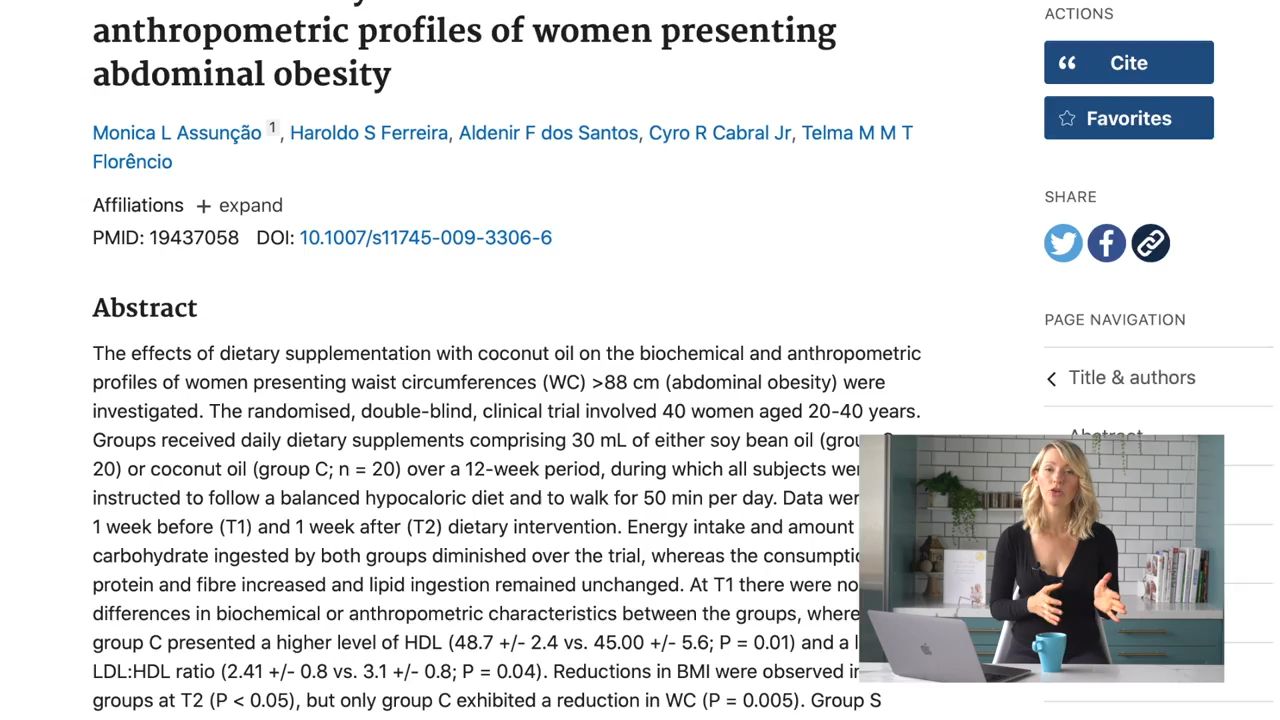 anthropometric profiles of women presenting
abdominal obesity
Monica L Assunção 1, Haroldo S Ferreira, Aldenir F dos Santos, Cyro R Cabral Jr, Telma M M T
Florêncio
Affiliations + expand
PMID: 19437058 DOI: 10.1007/s11745-009-3306-6
Abstract
The effects of dietary supplementation with coconut oil on the biochemical and anthropometric
profiles of women presenting waist circumferences (WC) >88 cm (abdominal obesity) were
investigated. The randomised, double-blind, clinical trial involved 40 women aged 20-40 years.
Groups received daily dietary supplements comprising 30 mL of either soy bean oil
20) or coconut oil (group C; n = 20) over a 12-week period, during which all subjects
instructed to follow a balanced hypocaloric diet and to walk for 50 min per day. Data
1 week before (T1) and 1 week after (T2) dietary intervention. Energy intake and amount
carbohydrate ingested by both groups diminished over the trial, whereas the
protein and fibre increased and lipid ingestion remained unchanged. At T1 there were no
differences in biochemical or anthropometric characteristics between the groups,
group C presented a higher level of HDL (48.7 +/- 2.4 vs. 45.00 +/- 5.6; P = 0.01) and a
LDL:HDL ratio (2.41 +/- 0.8 vs. 3.1 +/- 0.8; P = 0.04). Reductions in BMI were observed
groups at T2 (P < 0.05), but only group C exhibited a reduction in WC (P = 0.005). Group S
ACTIONS
Cite
Favorites
SHARE
PAGE NAVIGATION
Title & authors
Abstract